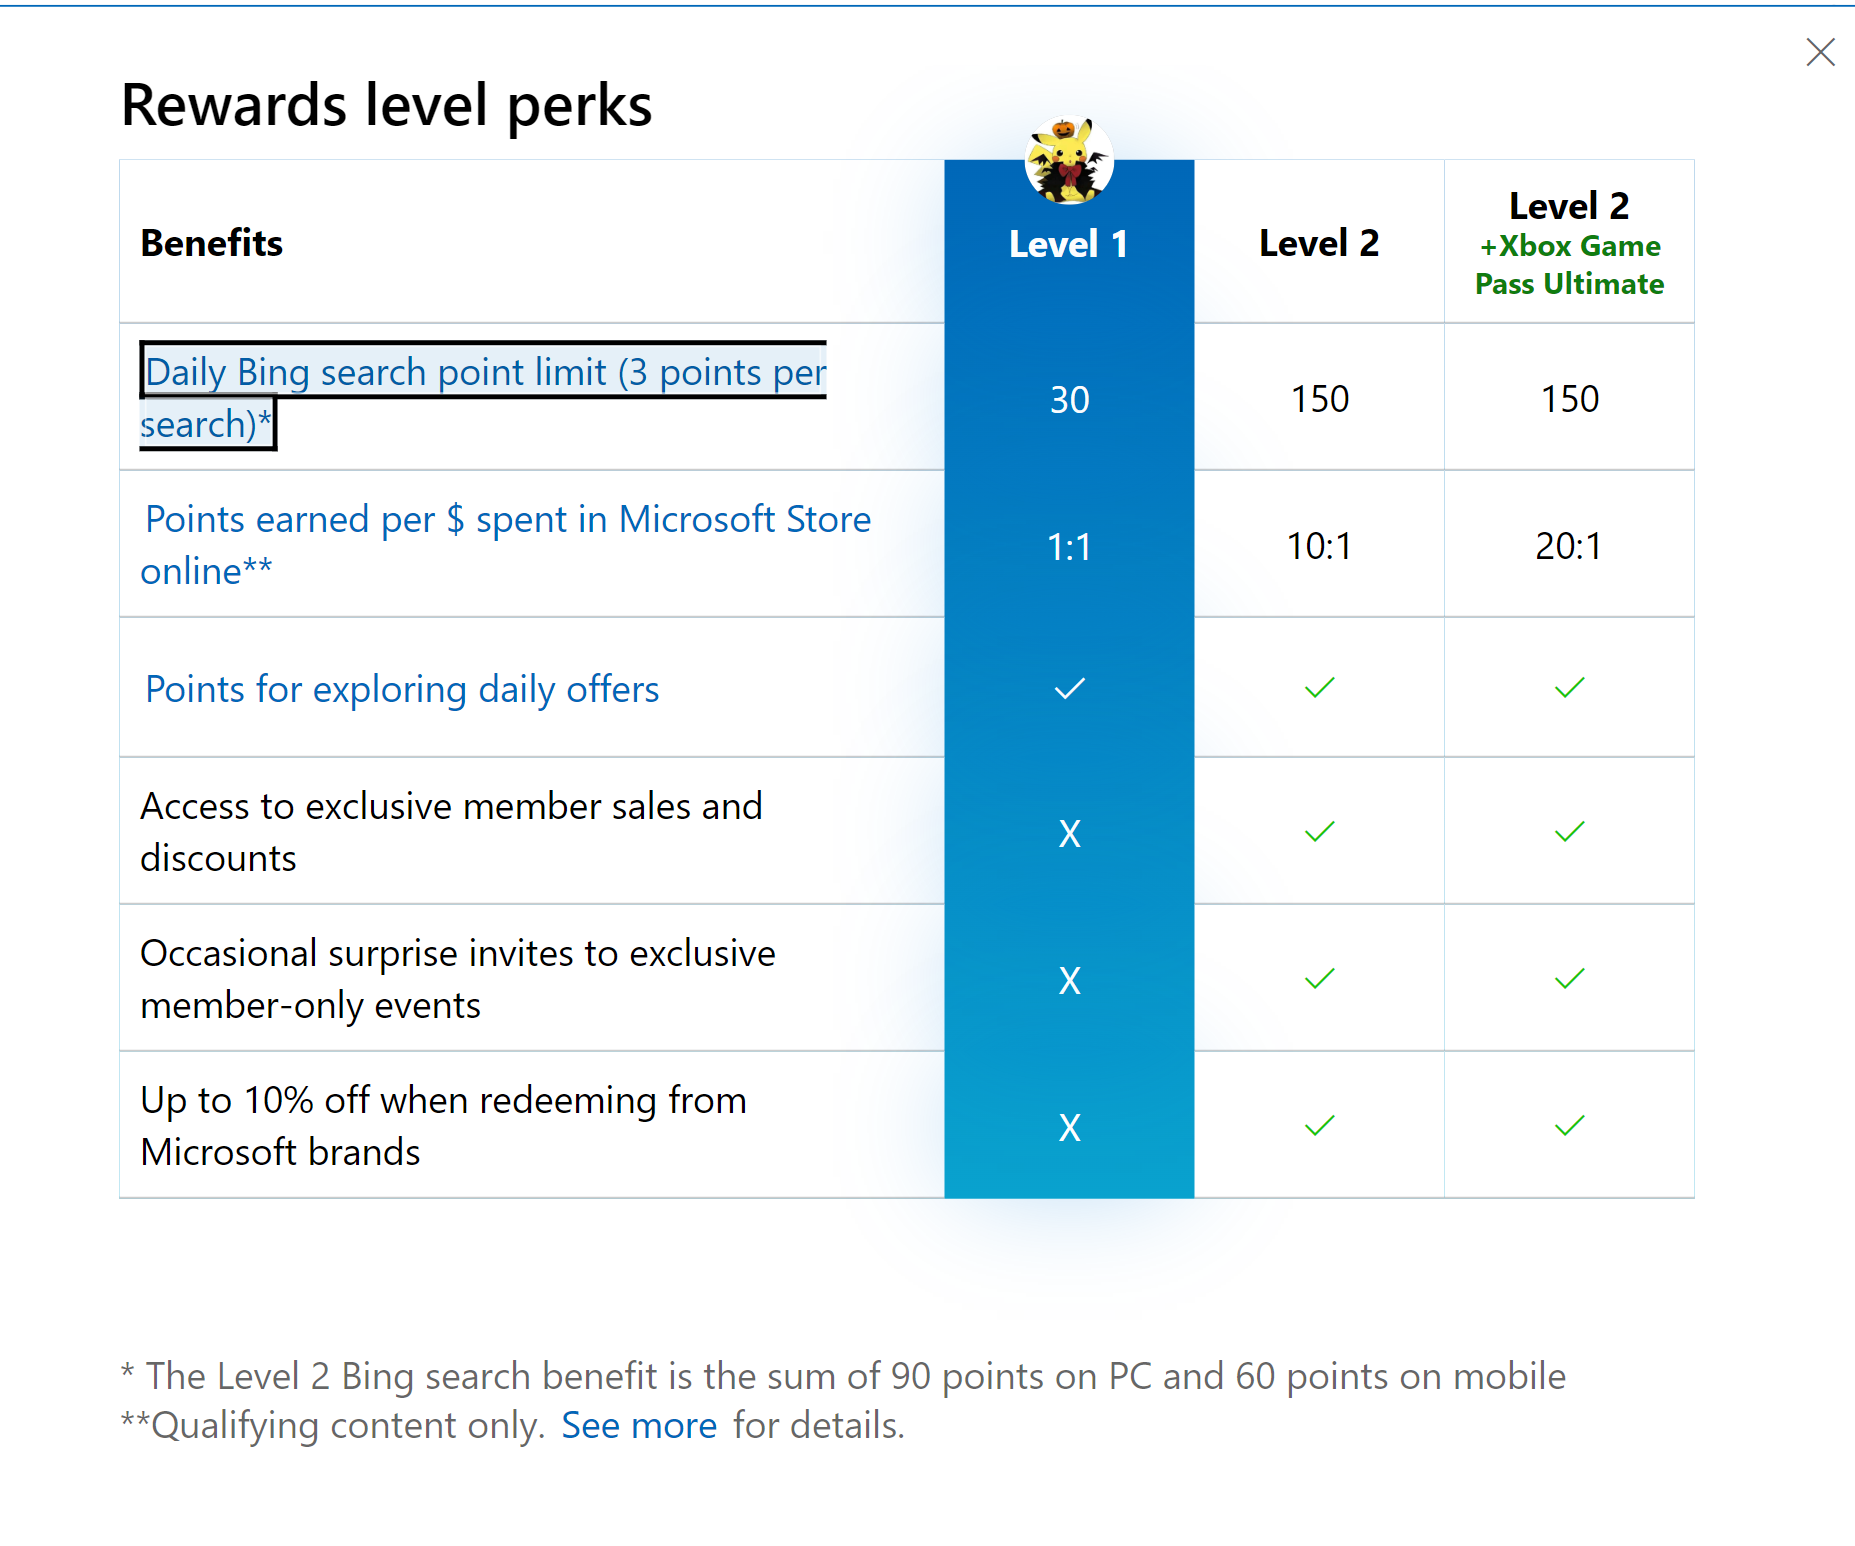 Rewards level perks
Benefits
Level 1
Level 2
Level 2
+Xbox Game
Pass Ultimate
Daily Bing search point limit (3 points per
search)*
30
150
150
Points earned per $ spent in Microsoft Store
online**
1:1
10:1
20:1
Points for exploring daily offers
Access to exclusive member sales and
discounts
X
Occasional surprise invites to exclusive
member-only events
X
Up to 10% off when redeeming from
Microsoft brands
X
* The Level 2 Bing search benefit is the sum of 90 points on PC and 60 points on mobile
**Qualifying content only. See more for details.